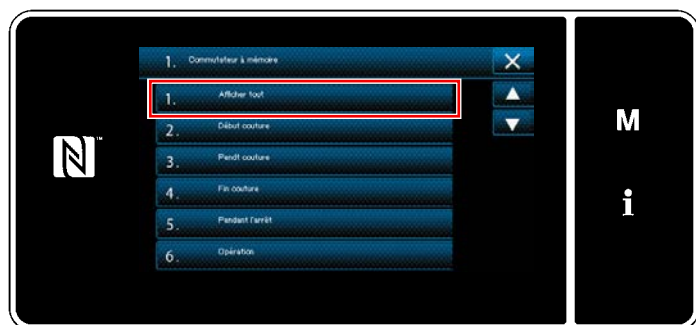 1. Commutateur à mémoire
1. Afficher tout
2. Début couture
3. Pendt couture
4. Fin couture
5. Pendant l'arrêt
6. Opération
M
i